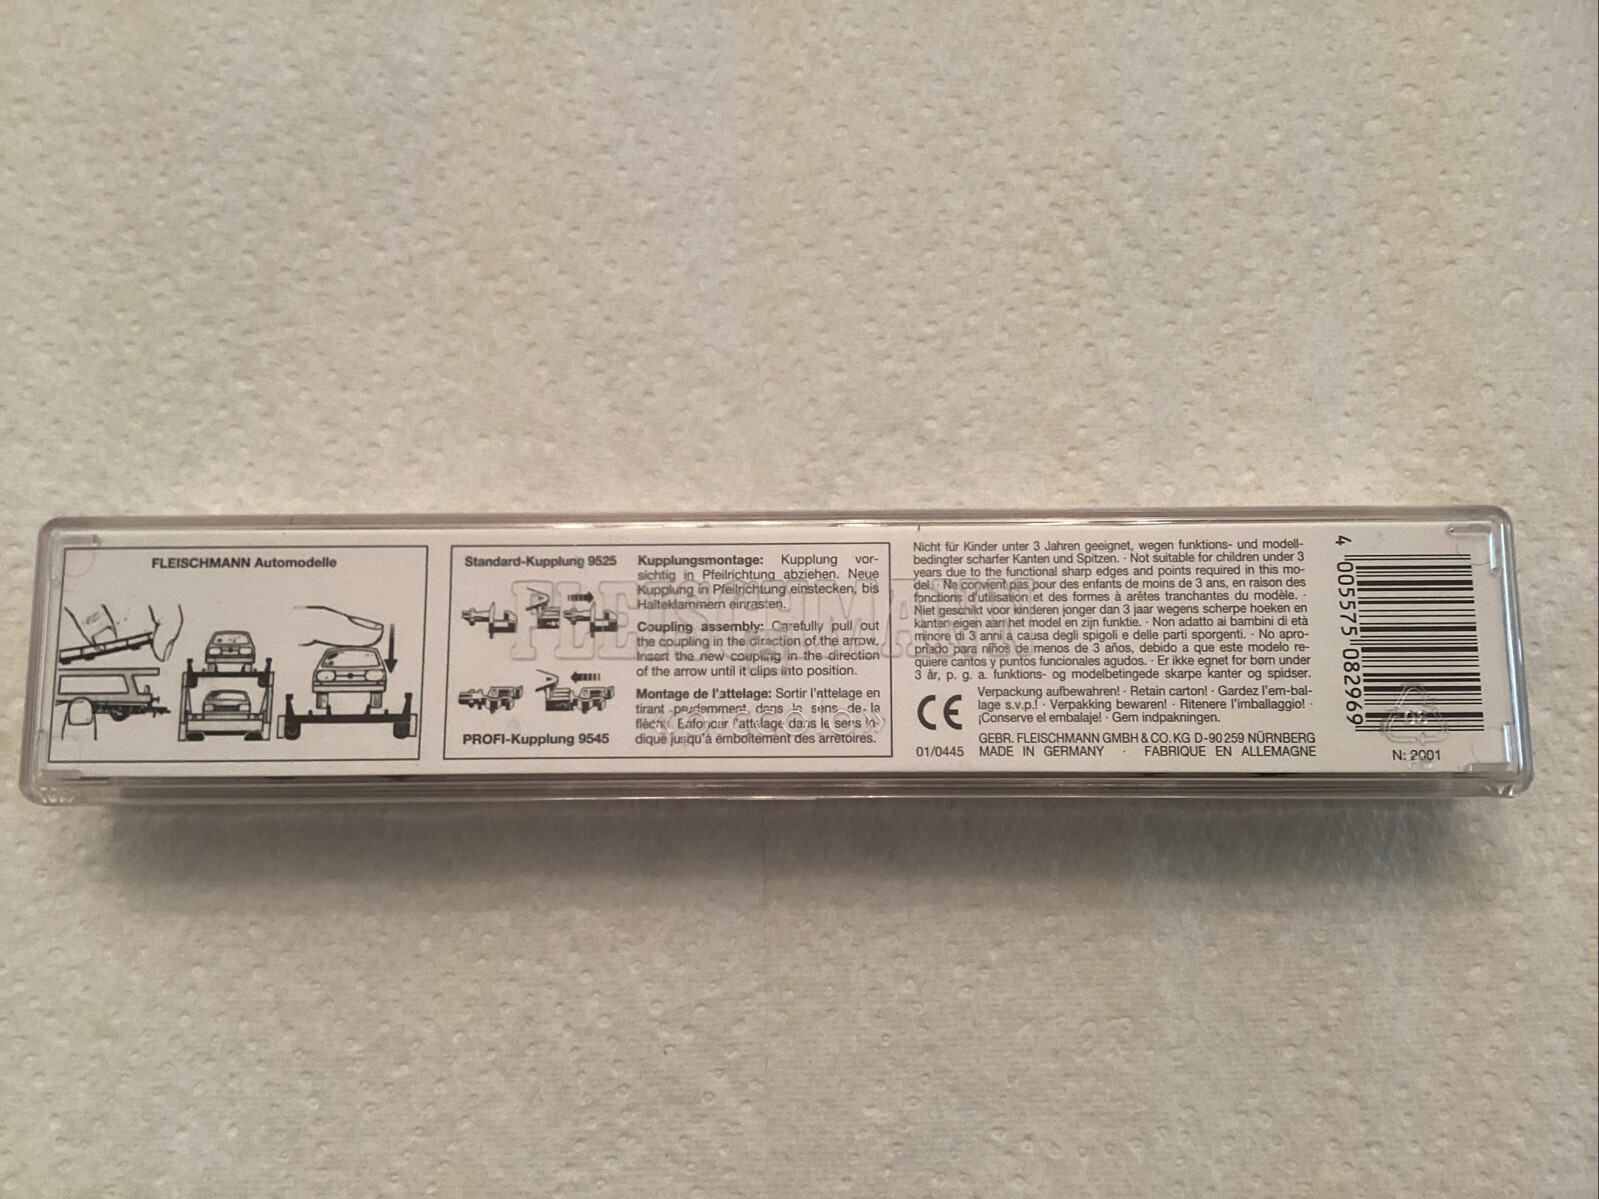 FLEISCHMANN Automodelle
Standard-Kupplung 9525
PROFI-Kupplung 9545
Kupplungsmontage: Kupplung vor-
sichtig in Pfeilrichtung abziehen. Neue
Kupplung in Pfeilrichtung einstecken, bis
Halteklammern einrasten.
Coupling assembly: Carefully pull out
the coupling in the direction of the arrow.
Insert the new coupling in the direction
of the arrow until it clips into position.
Montage de l'attelage: Sortir l'attelage en
tirant prudemment dans le sens de la
flèche. Enfoncer l'attelage dans le sens in-
diqué jusqu'à emboîtement des arretoires.
FLEISCHMANN
Nicht für Kinder unter 3 Jahren geeignet, wegen funktions- und modell-
bedingter scharfer Kanten und Spitzen. · Not suitable for children under 3
years due to the functional sharp edges and points required in this mo-
del. · Ne convient pas pour des enfants de moins de 3 ans, en raison des
fonctions d'utilisation et des formes à arêtes tranchantes du modèle. ·
Niet geschikt voor kinderen jonger dan 3 jaar wegens scherpe hoeken en
kanten eigen aan het model en zijn funktie. · Non adatto ai bambini di età
minore di 3 anni a causa degli spigoli e delle parti sporgenti. · No apro-
priado para niños de menos de 3 años, debido a que este modelo re-
quiere cantos y puntos funcionales agudos. · Er ikke egnet for børn under
3 år, p. g. a. funktions- og modelbetingede skarpe kanter og spidser.
CE
Verpackung aufbewahren! · Retain carton! · Gardez l'em-bal-
lage s.v.p.! · Verpakking bewaren! · Ritenere l'imballaggio! ·
¡Conserve el embalaje! · Gem indpakningen.
GEBR. FLEISCHMANN GMBH & CO. KG D-90 259 NÜRNBERG
01/0445 MADE IN GERMANY · FABRIQUE EN ALLEMAGNE
4 005575 082969
N: 2001